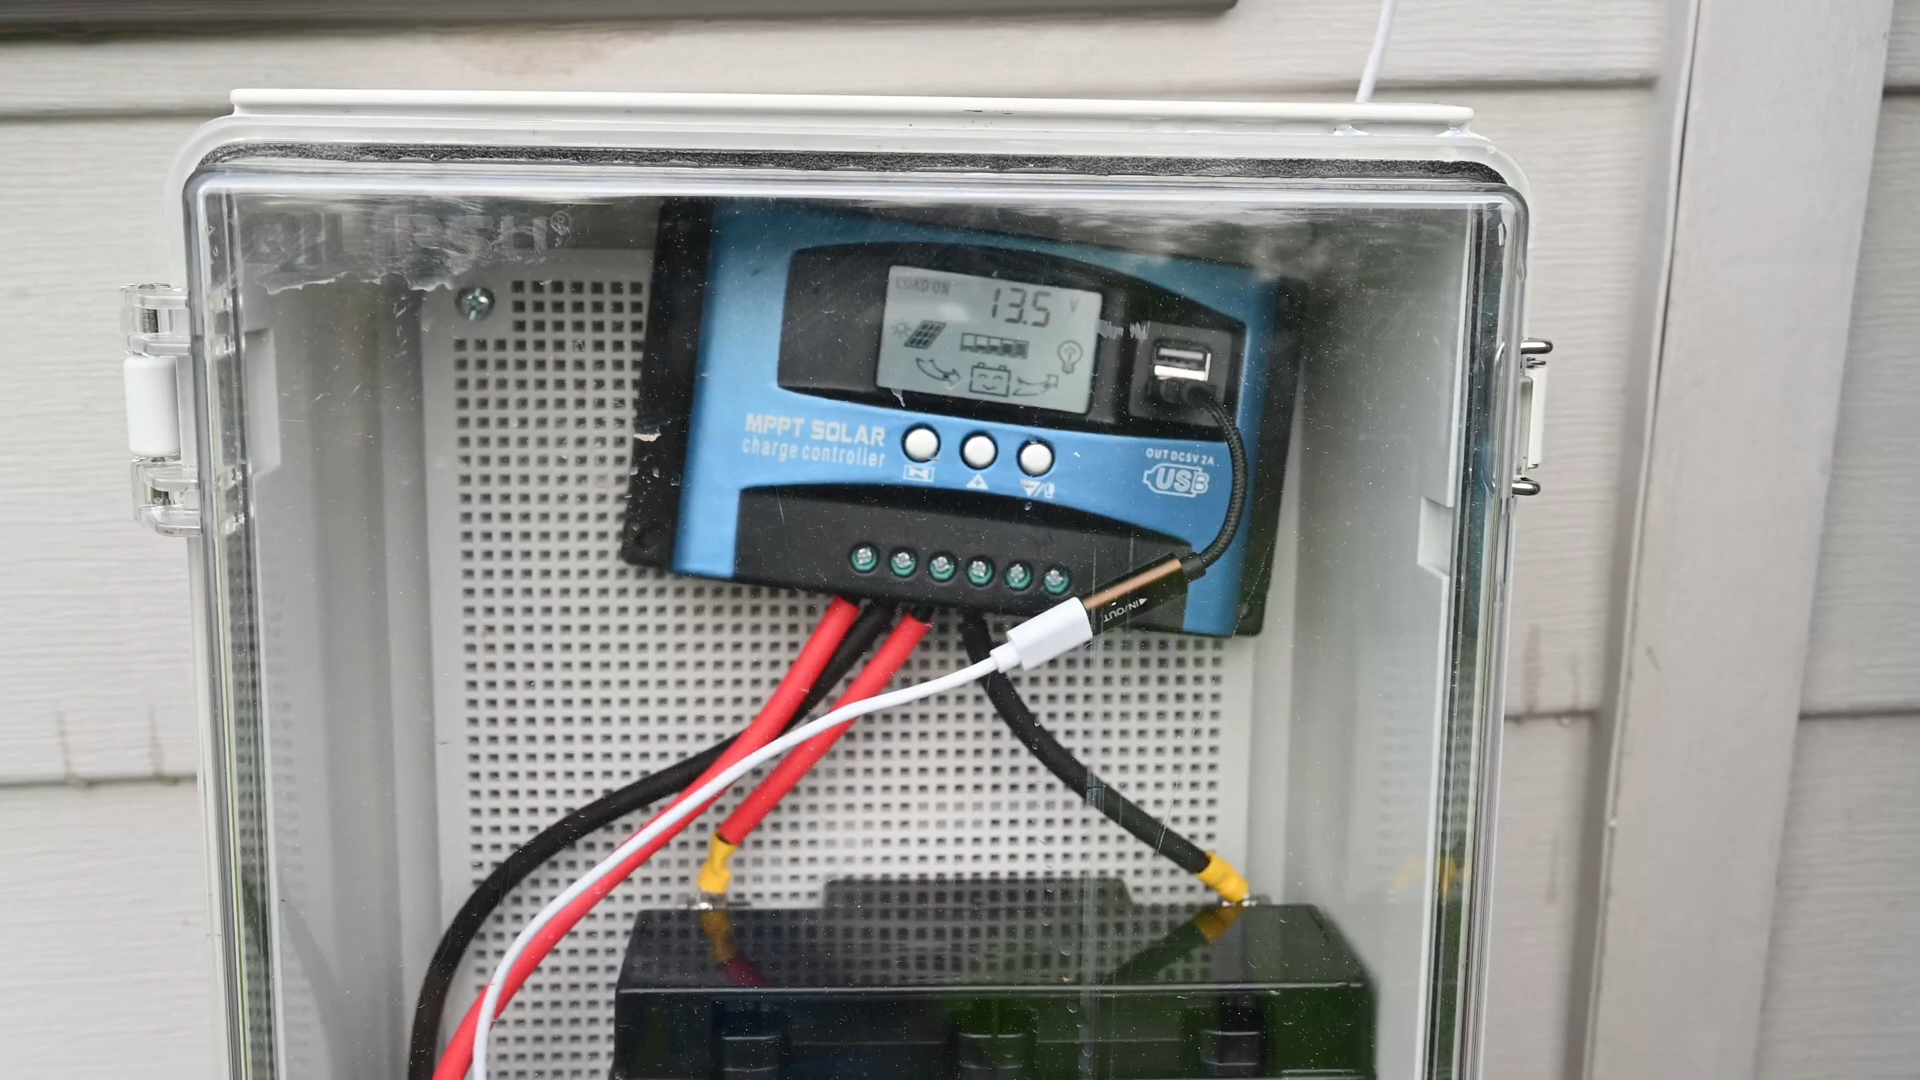 LOAD ON
13.5 V
MPPT SOLAR
charge controller
OUT DC5V 2A
USB
IN/OUT